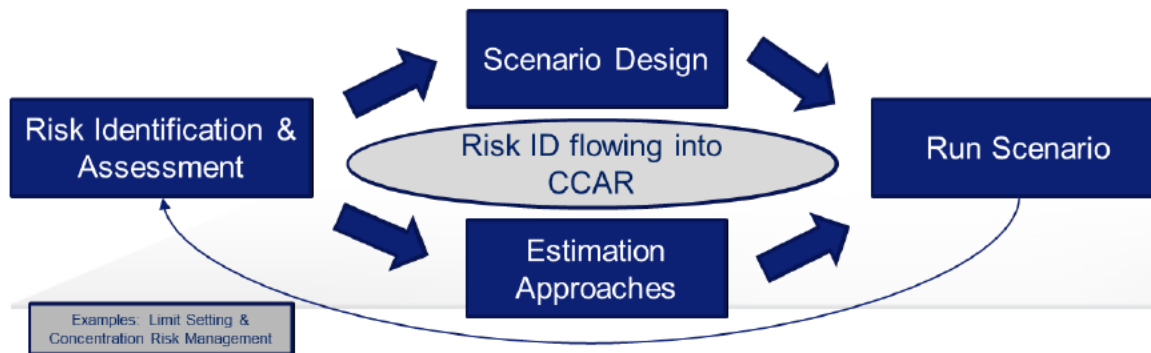 Scenario Design
Risk Identification &
Assessment
Risk ID flowing into
CCAR
Run Scenario
Estimation
Approaches
Examples: Limit Setting &
Concentration Risk Management